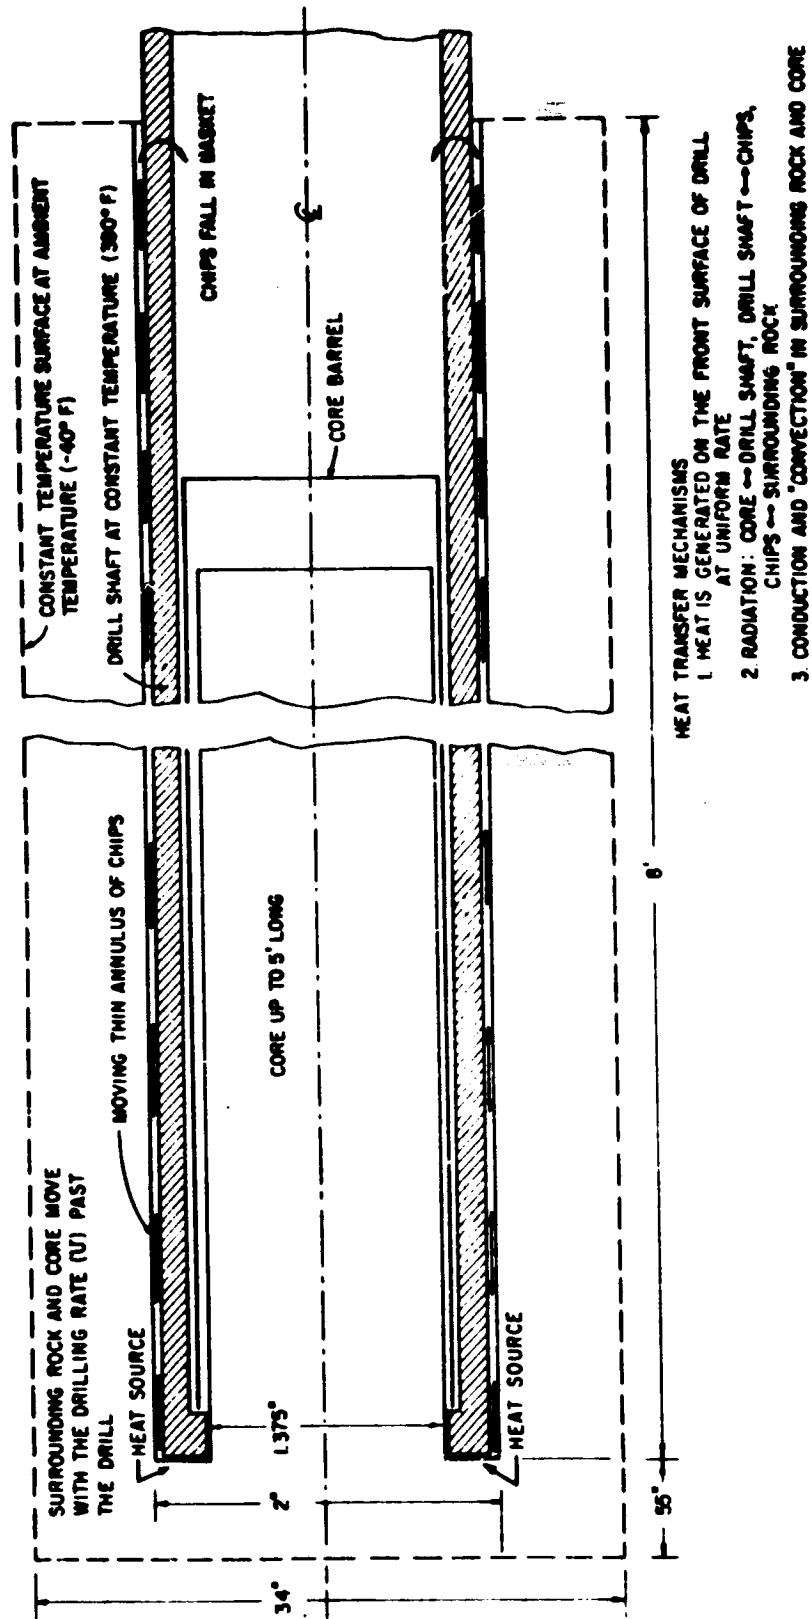 CONSTANT TEMPERATURE SURFACE AT AMBIENT
TEMPERATURE (-40° F)
DRILL SHAFT AT CONSTANT TEMPERATURE (300° F)
CHIPS FALL IN BASKET
℄
CORE BARREL
SURROUNDING ROCK AND CORE MOVE
WITH THE DRILLING RATE (U) PAST
THE DRILL
MOVING THIN ANNULUS OF CHIPS
CORE UP TO 5' LONG
HEAT SOURCE
1.375"
2"
34"
HEAT SOURCE
55"
6'
HEAT TRANSFER MECHANISMS
1. HEAT IS GENERATED ON THE FRONT SURFACE OF DRILL
AT UNIFORM RATE
2. RADIATION: CORE ↔ DRILL SHAFT, DRILL SHAFT ↔ CHIPS,
CHIPS ↔ SURROUNDING ROCK
3. CONDUCTION AND "CONVECTION" IN SURROUNDING ROCK AND CORE